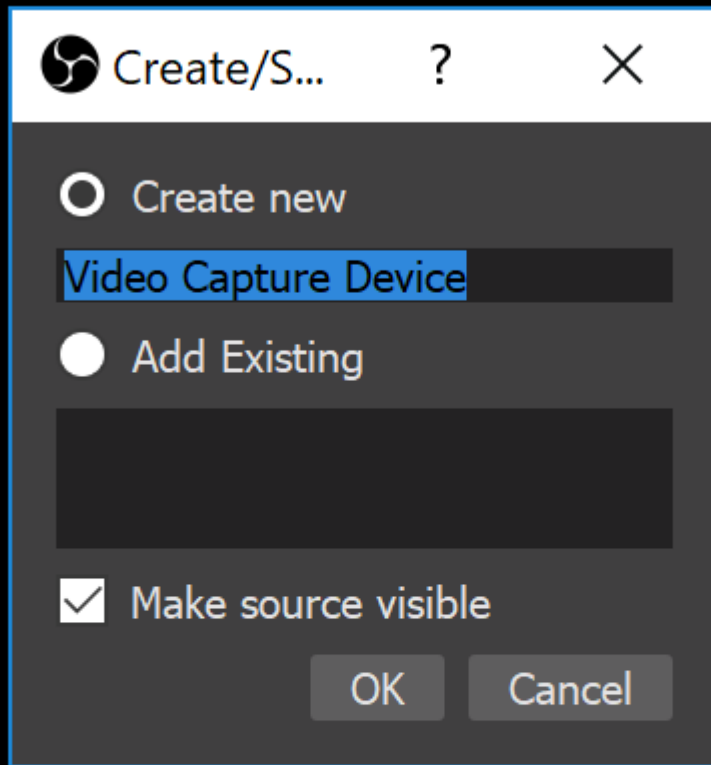 Create/S... ?
Create new
Video Capture Device
Add Existing
Make source visible
OK Cancel